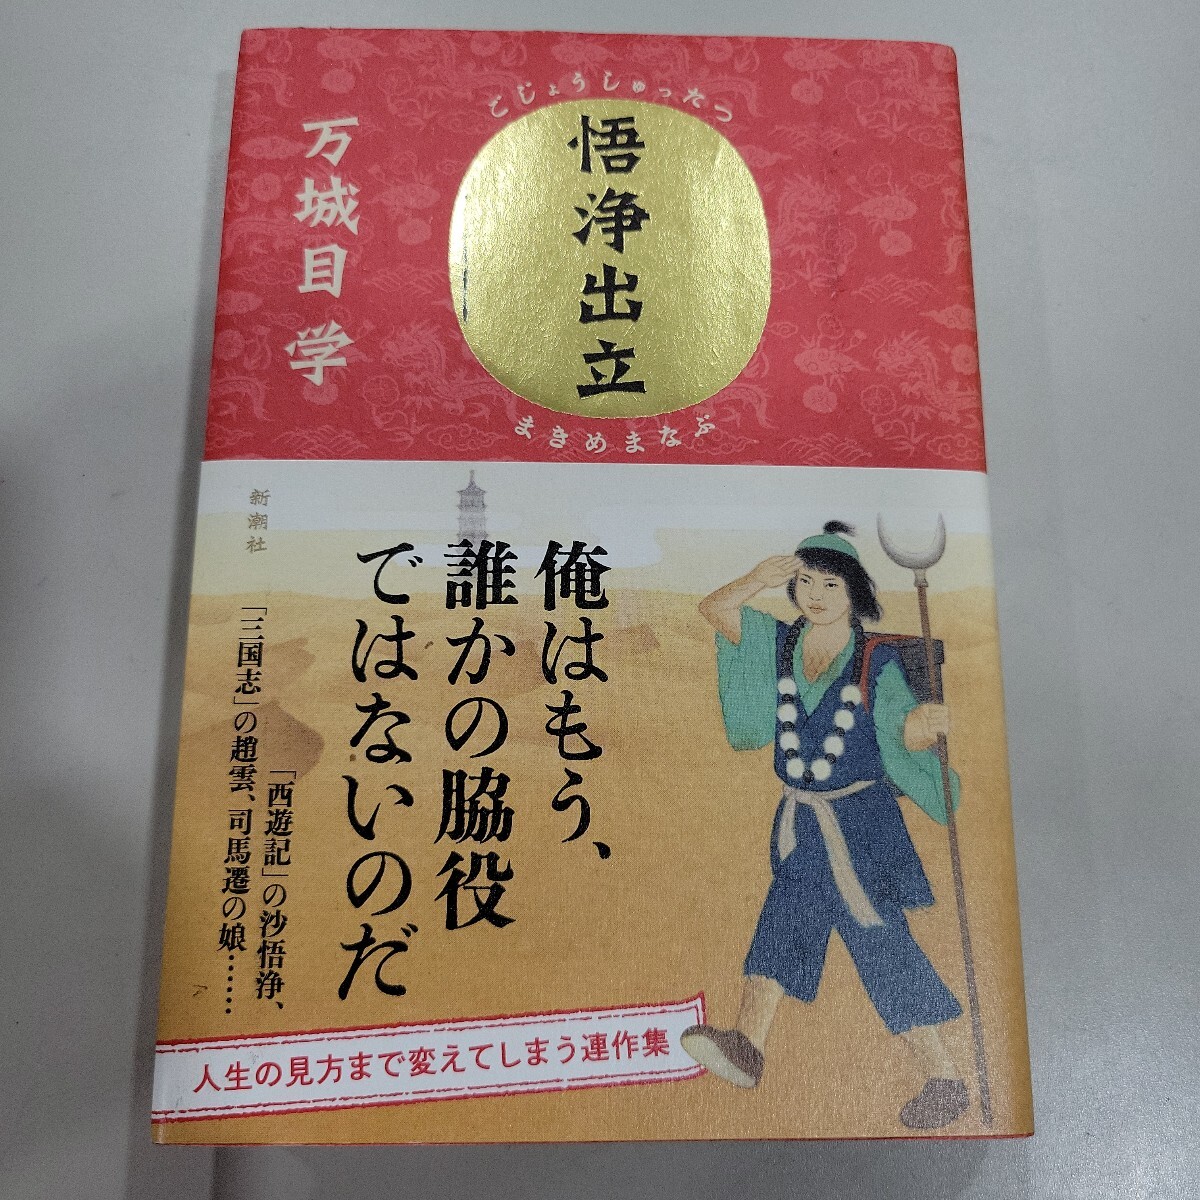 ごじょうしゅったつ
悟浄出立
まきめまなぶ
万城目 学
新潮社
俺はもう、
誰かの脇役
ではないのだ
「西遊記」の沙悟浄、
「三国志」の趙雲、司馬遷の娘……
人生の見方まで変えてしまう連作集